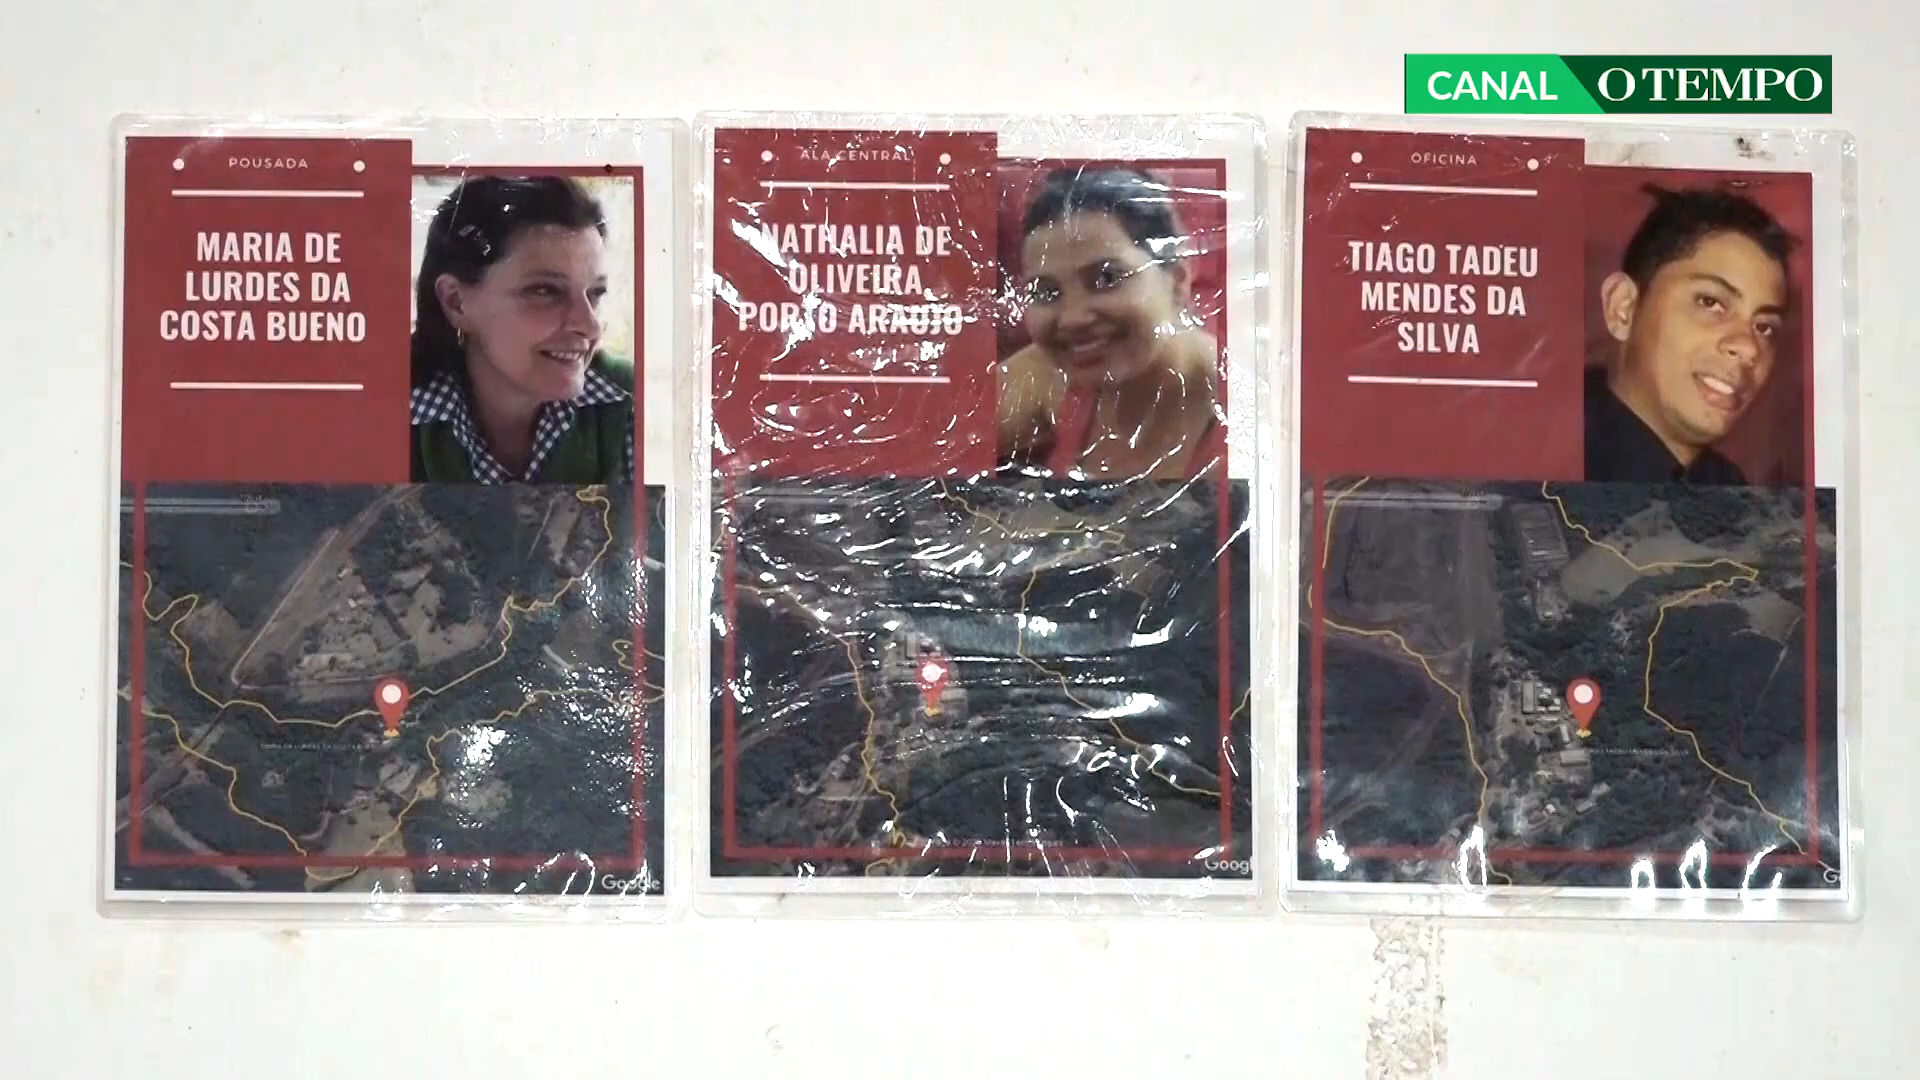 CANAL O TEMPO
POUSADA
MARIA DE
LURDES DA
COSTA BUENO
Google
ALA CENTRAL
NATHALIA DE
OLIVEIRA
PORTO ARAUJO
Google
OFICINA
TIAGO TADEU
MENDES DA
SILVA